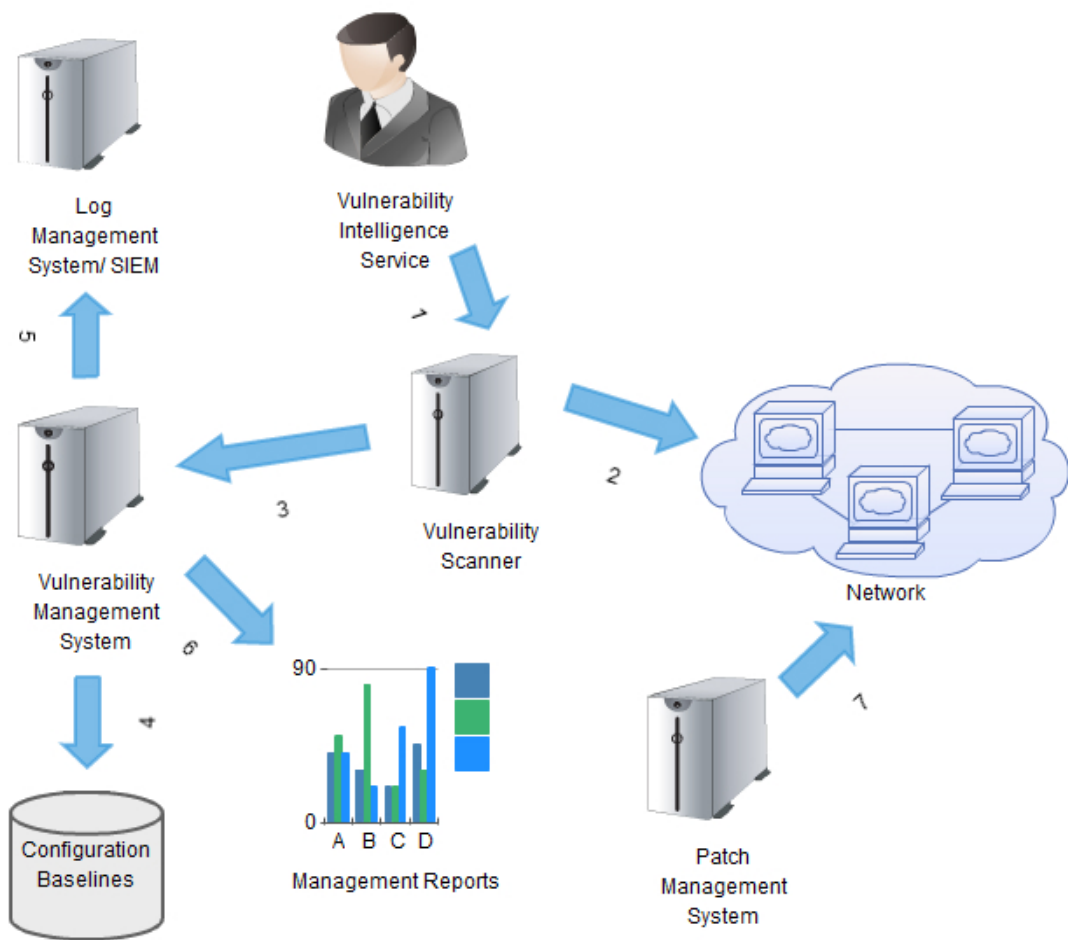 Log
Management
System/ SIEM
Vulnerability
Intelligence
Service
1
5
2
3
Vulnerability
Scanner
Network
Vulnerability
Management
System
6
4
7
90
0
A B C D
Management Reports
Configuration
Baselines
Patch
Management
System